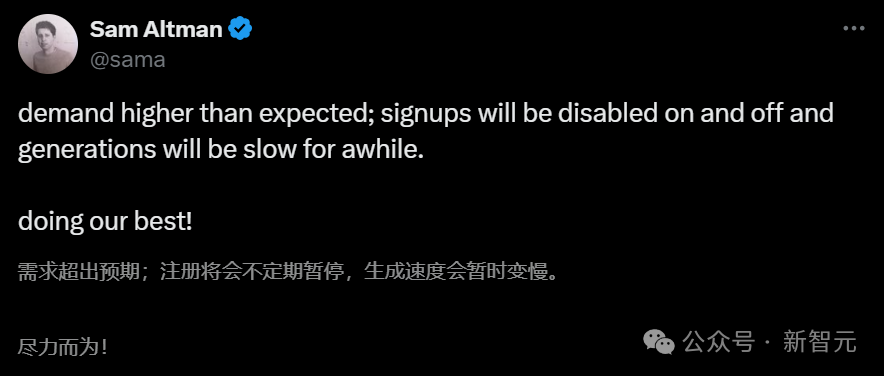 Sam Altman
@sama
demand higher than expected; signups will be disabled on and off and
generations will be slow for awhile.
doing our best!
需求超出预期；注册将会不定期暂停，生成速度会暂时变慢。
尽力而为！
公众号 · 新智元